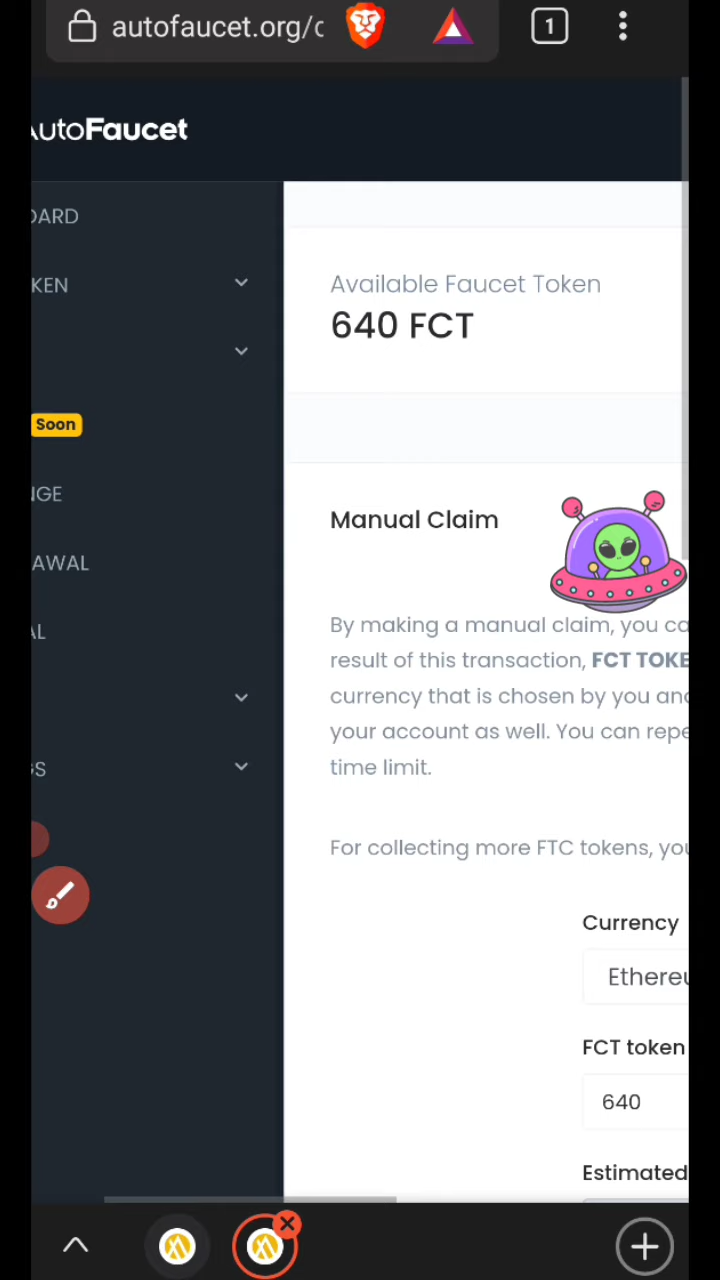 autofaucet.org/c
1
AutoFaucet
DARD
KEN
Soon
NGE
AWAL
AL
GS
Available Faucet Token
640 FCT
Manual Claim
By making a manual claim, you ca
result of this transaction, FCT TOKE
currency that is chosen by you and
your account as well. You can repe
time limit.
For collecting more FTC tokens, you
Currency
Ethereu
FCT token
640
Estimated